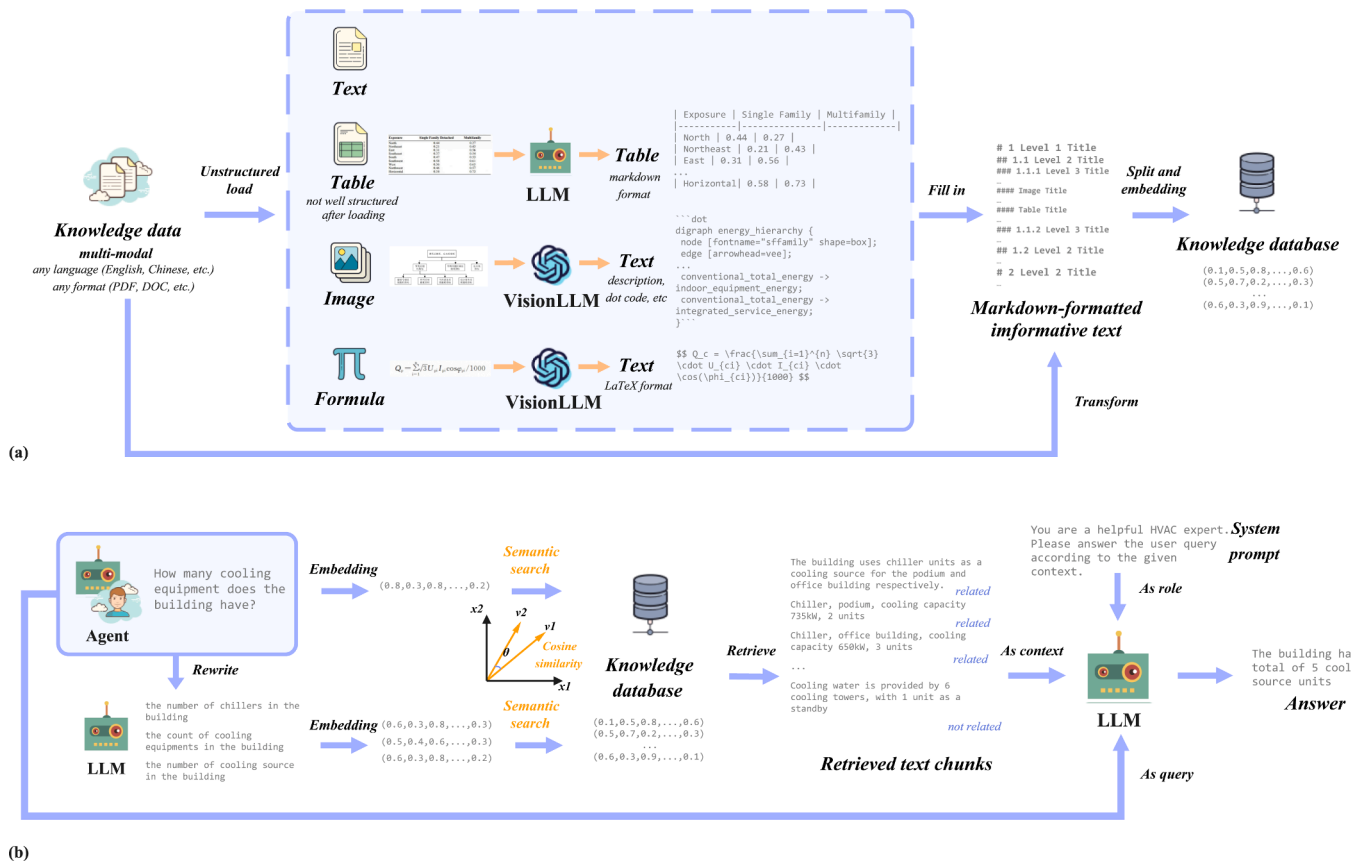 Text
Exposure Single Family Detached Multifamily
Table
not well structured
after loading
LLM
Table
markdown
format
| Exposure | Single Family | Multifamily |
|-----------|---------------|-------------|
| North | 0.44 | 0.27 |
| Northeast | 0.21 | 0.43 |
| East | 0.31 | 0.56 |
...
| Horizontal| 0.58 | 0.73 |
Knowledge data
multi-modal
any language (English, Chinese, etc.)
any format (PDF, DOC, etc.)
Unstructured
load
Image
VisionLLM
Text
description,
dot code, etc
```dot
digraph energy_hierarchy {
node [fontname="sffamily" shape=box];
edge [arrowhead=vee];
...
conventional_total_energy ->
indoor_equipment_energy;
conventional_total_energy ->
integrated_service_energy;
}```
Formula
VisionLLM
Text
LaTeX format
$$ Q_c = \frac{\sum_{i=1}^{n} \sqrt{3}
\cdot U_{ci} \cdot I_{ci} \cdot
\cos(\phi_{ci})}{1000} $$
Fill in
# 1 Level 1 Title
## 1.1 Level 2 Title
### 1.1.1 Level 3 Title
…
#### Image Title
…
#### Table Title
…
### 1.1.2 Level 3 Title
…
## 1.2 Level 2 Title
…
# 2 Level 2 Title
…
Markdown-formatted
imformative text
Split and
embedding
Knowledge database
(0.1,0.5,0.8,...,0.6)
(0.5,0.7,0.2,...,0.3)
...
(0.6,0.3,0.9,...,0.1)
Transform
(a)
Agent
How many cooling
equipment does the
building have?
Embedding
(0.8,0.3,0.8,...,0.2)
Semantic
search
x2
v2
v1
θ
Cosine
similarity
x1
Rewrite
LLM
the number of chillers in the
building
the count of cooling
equipments in the building
the number of cooling source
in the building
Embedding
(0.6,0.3,0.8,...,0.3)
(0.5,0.4,0.6,...,0.3)
(0.6,0.3,0.8,...,0.2)
Semantic
search
Knowledge
database
(0.1,0.5,0.8,...,0.6)
(0.5,0.7,0.2,...,0.3)
...
(0.6,0.3,0.9,...,0.1)
Retrieve
The building uses chiller units as a
cooling source for the podium and
office building respectively.
related
Chiller, podium, cooling capacity
735kW, 2 units
related
Chiller, office building, cooling
capacity 650kW, 3 units
related
...
Cooling water is provided by 6
cooling towers, with 1 unit as a
standby
not related
Retrieved text chunks
As context
You are a helpful HVAC expert.
Please answer the user query
according to the given
context.
System
prompt
As role
LLM
As query
The building ha
total of 5 cool
source units
Answer
(b)